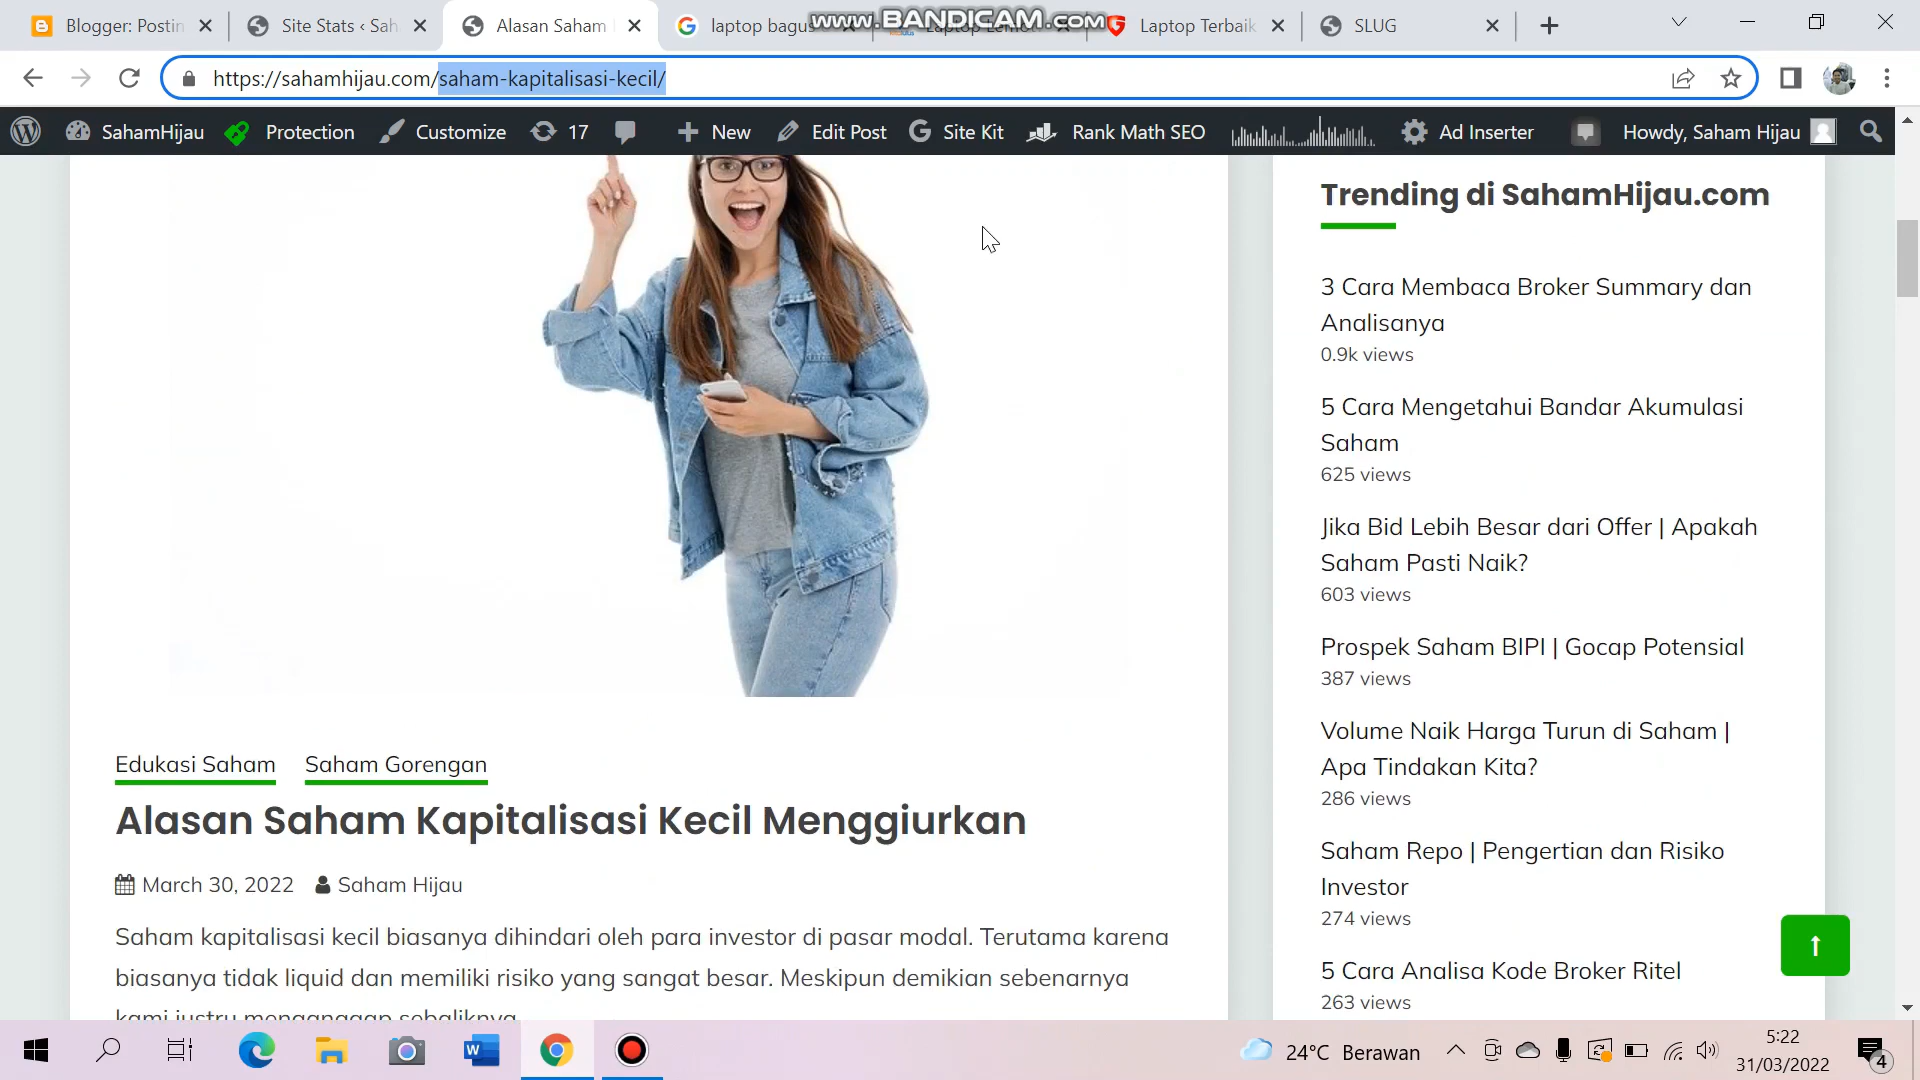 Blogger: Postin
Site Stats ‹ Sah
Alasan Saham
laptop bagus
www.BANDICAM.com
Laptop Terbaik
SLUG
https://sahamhijau.com/saham-kapitalisasi-kecil/
SahamHijau
Protection
Customize
17
New
Edit Post
Site Kit
Rank Math SEO
Ad Inserter
Howdy, Saham Hijau
Trending di SahamHijau.com
3 Cara Membaca Broker Summary dan
Analisanya
0.9k views
5 Cara Mengetahui Bandar Akumulasi
Saham
625 views
Jika Bid Lebih Besar dari Offer | Apakah
Saham Pasti Naik?
603 views
Prospek Saham BIPI | Gocap Potensial
387 views
Volume Naik Harga Turun di Saham |
Apa Tindakan Kita?
286 views
Saham Repo | Pengertian dan Risiko
Investor
274 views
5 Cara Analisa Kode Broker Ritel
263 views
Edukasi Saham
Saham Gorengan
Alasan Saham Kapitalisasi Kecil Menggiurkan
March 30, 2022
Saham Hijau
Saham kapitalisasi kecil biasanya dihindari oleh para investor di pasar modal. Terutama karena
biasanya tidak liquid dan memiliki risiko yang sangat besar. Meskipun demikian sebenarnya
kami justru menganggap sebaliknya.
24°C Berawan
5:22
31/03/2022
4